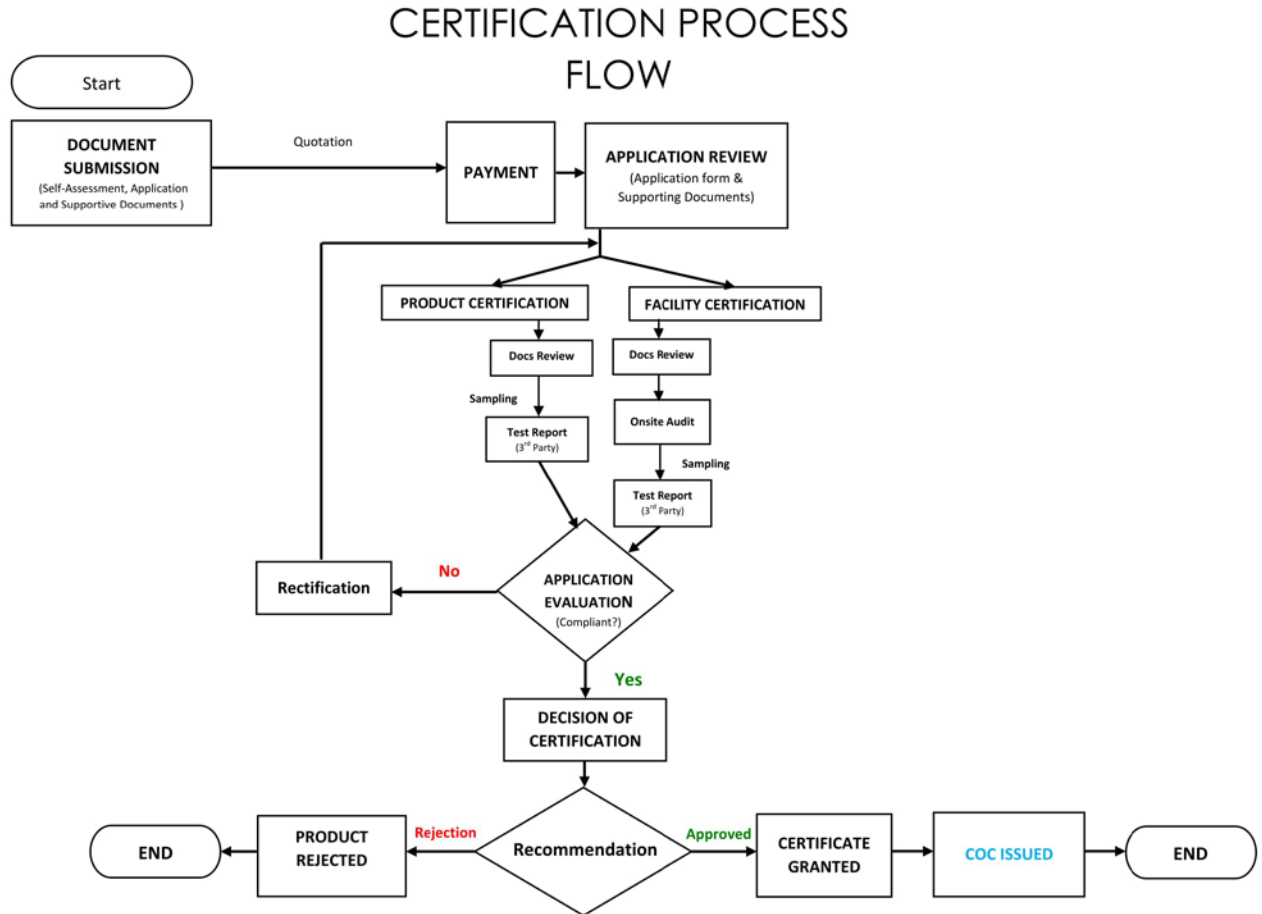 CERTIFICATION PROCESS
FLOW
Start
DOCUMENT
SUBMISSION
(Self-Assessment, Application
and Supportive Documents )
Quotation
PAYMENT
APPLICATION REVIEW
(Application form &
Supporting Documents)
PRODUCT CERTIFICATION
FACILITY CERTIFICATION
Docs Review
Docs Review
Sampling
Onsite Audit
Test Report
(3rd Party)
Sampling
Test Report
(3rd Party)
Rectification
No
APPLICATION
EVALUATION
(Compliant?)
Yes
DECISION OF
CERTIFICATION
END
PRODUCT
REJECTED
Rejection
Recommendation
Approved
CERTIFICATE
GRANTED
COC ISSUED
END